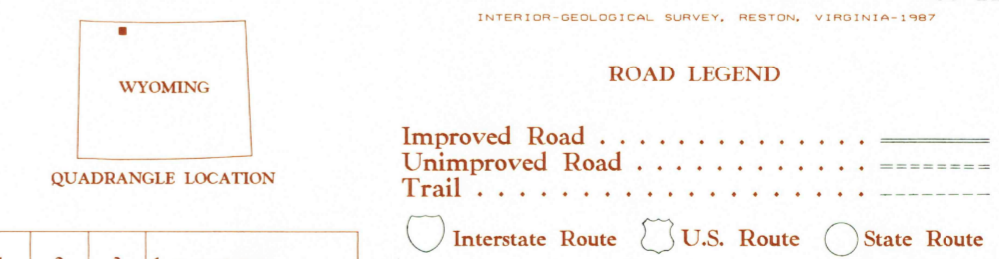 INTERIOR-GEOLOGICAL SURVEY, RESTON, VIRGINIA-1987
WYOMING
QUADRANGLE LOCATION
ROAD LEGEND
Improved Road . . . . . . . . . . . . . .
Unimproved Road . . . . . . . . . . . .
Trail . . . . . . . . . . . . . . . . . . . . .
Interstate Route U.S. Route State Route